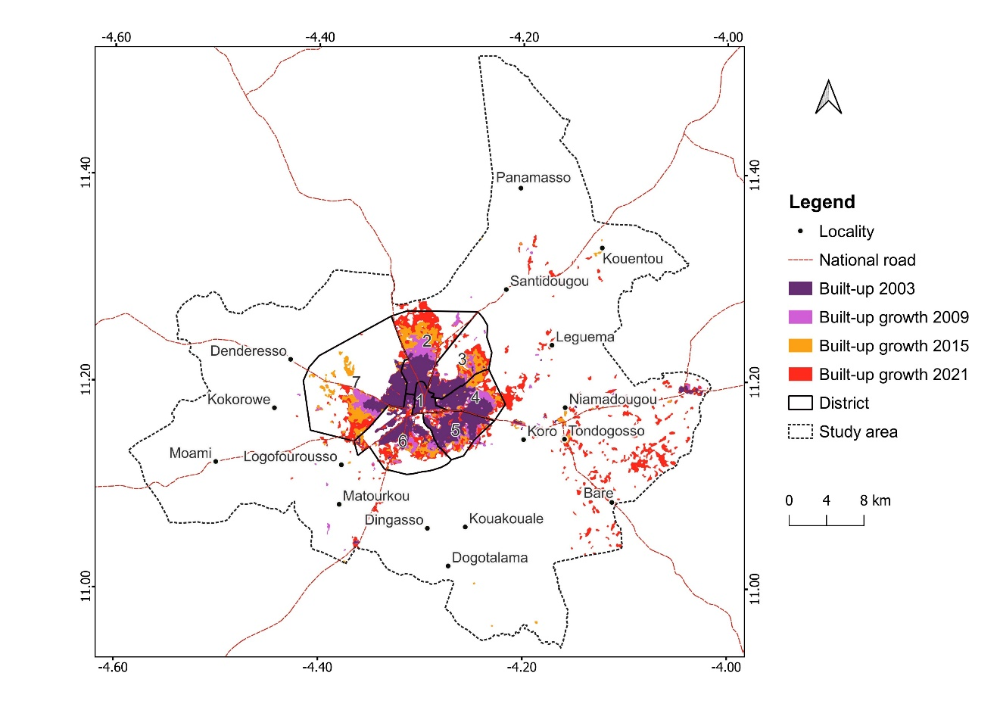 -4.60 -4.40 -4.20 -4.00
11.40 11.40
Panamasso
Kouentou
Santidougou
Leguema
Denderesso
2
3
7
11.20 11.20
Kokorowe
1
4
Niamadougou
5
Koro Tondogosso
6
Moami
Logofourousso
Matourkou
Bare
Dingasso
Kouakouale
Dogotalama
11.00 11.00
-4.60 -4.40 -4.20 -4.00
Legend
Locality
National road
Built-up 2003
Built-up growth 2009
Built-up growth 2015
Built-up growth 2021
District
Study area
0 4 8 km